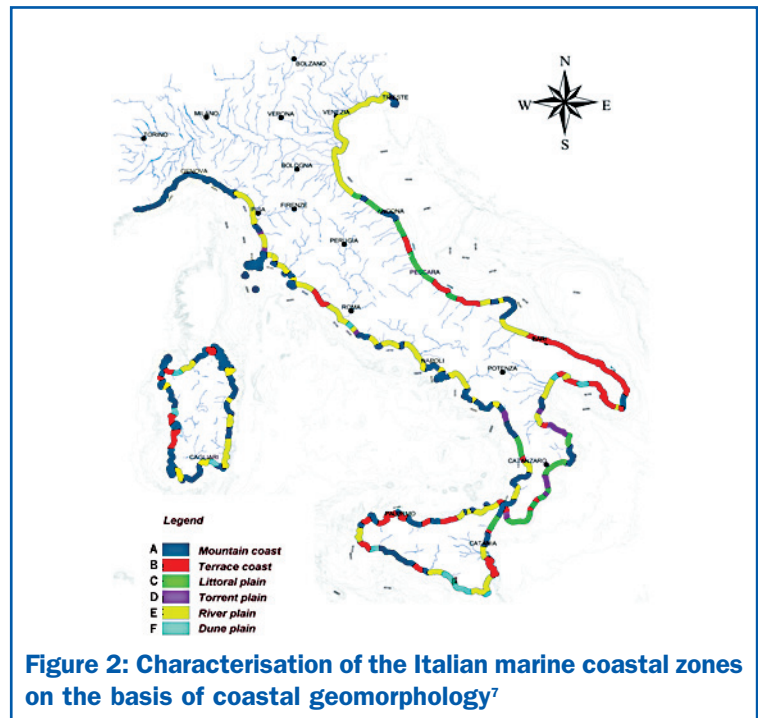 BOLZANO
N
TRIESTE
MILANO
VERONA
VENEZIA
W
E
TORINO
S
BOLOGNA
GENOVA
PISA
FIRENZE
ANCONA
PERUGIA
PESCARA
ROMA
BARI
NAPOLI
POTENZA
CAGLIARI
CATANZARO
PALERMO
CATANIA
Legend
A Mountain coast
B Terrace coast
C Littoral plain
D Torrent plain
E River plain
F Dune plain
Figure 2: Characterisation of the Italian marine coastal zones
on the basis of coastal geomorphology⁷